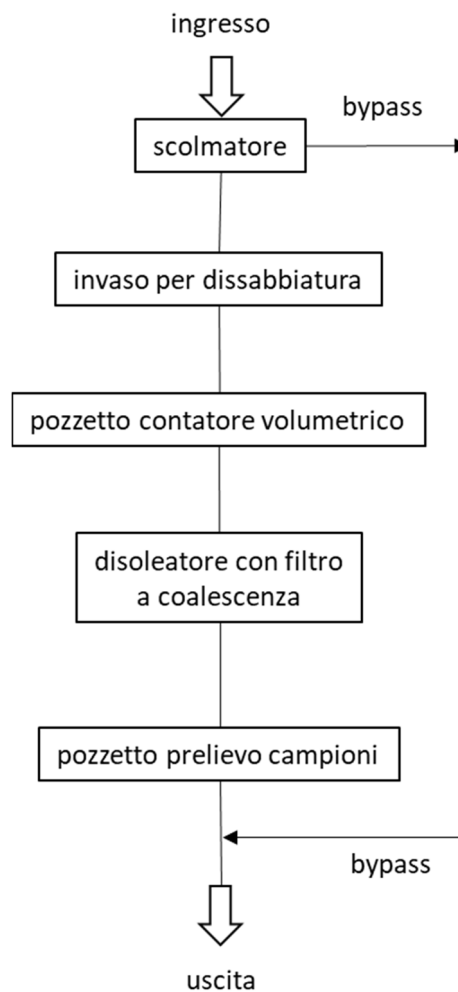 ingresso
bypass
scolmatore
invaso per dissabbiatura
pozzetto contatore volumetrico
disoleatore con filtro
a coalescenza
pozzetto prelievo campioni
bypass
uscita